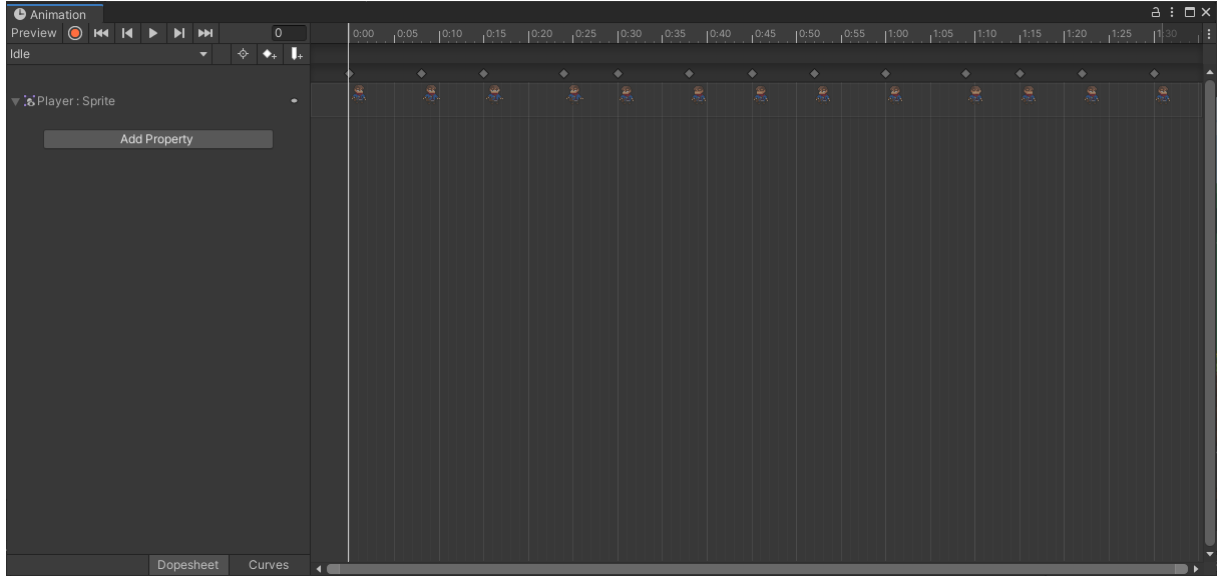 Animation
Preview 0 0:00 0:05 0:10 0:15 0:20 0:25 0:30 0:35 0:40 0:45 0:50 0:55 1:00 1:05 1:10 1:15 1:20 1:25 1:30
Idle
Player : Sprite
Add Property
Dopesheet Curves